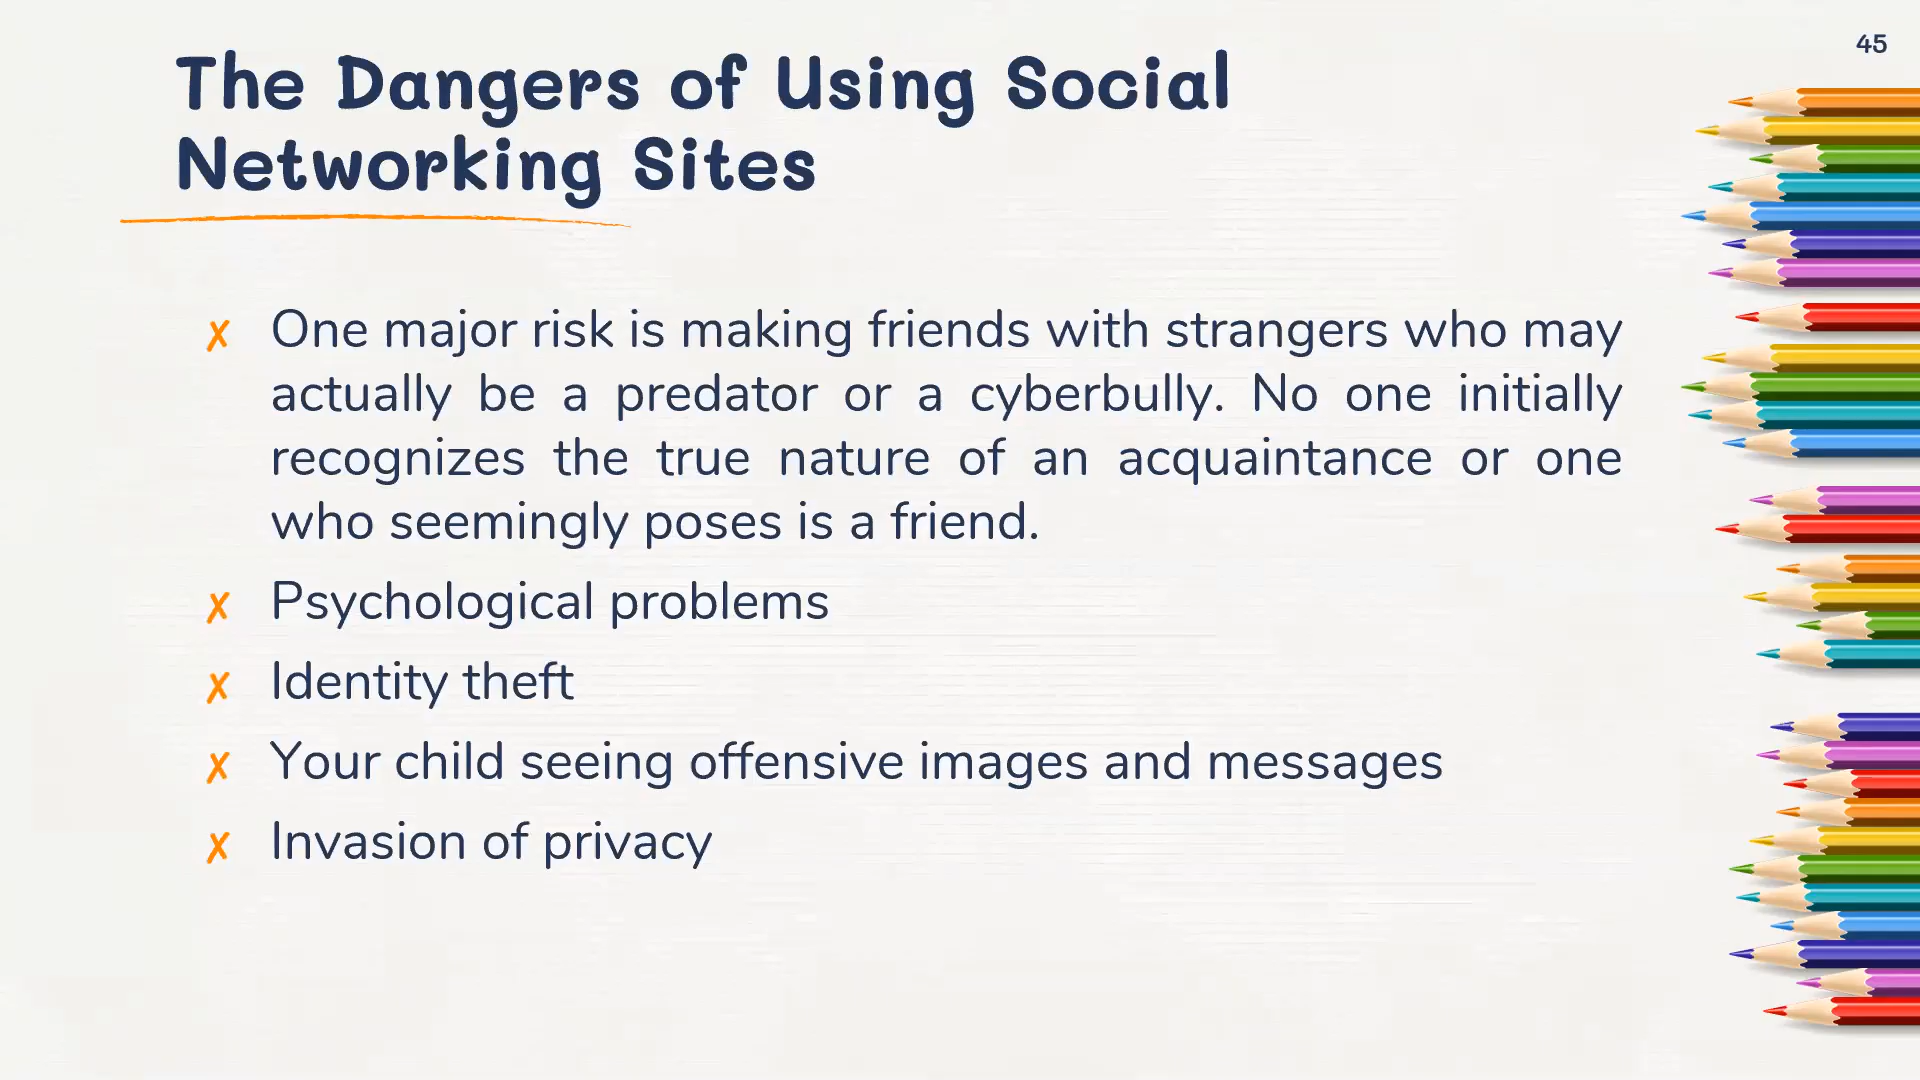 45
The Dangers of Using Social
Networking Sites
✗ One major risk is making friends with strangers who may
actually be a predator or a cyberbully. No one initially
recognizes the true nature of an acquaintance or one
who seemingly poses is a friend.
✗ Psychological problems
✗ Identity theft
✗ Your child seeing offensive images and messages
✗ Invasion of privacy